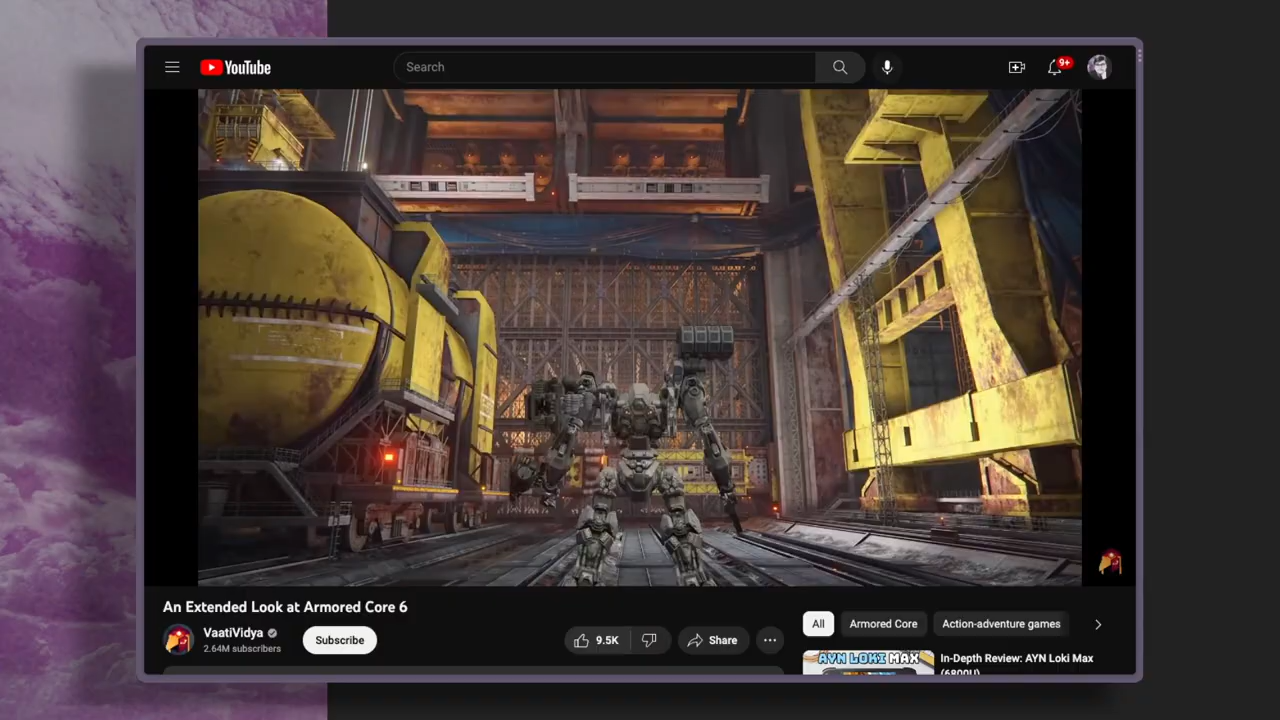 YouTube
Search
9+
An Extended Look at Armored Core 6
VaatiVidya
2.64M subscribers
Subscribe
9.5K
Share
All
Armored Core
Action-adventure games
AYN LOKI MAX
In-Depth Review: AYN Loki Max
(6800U)